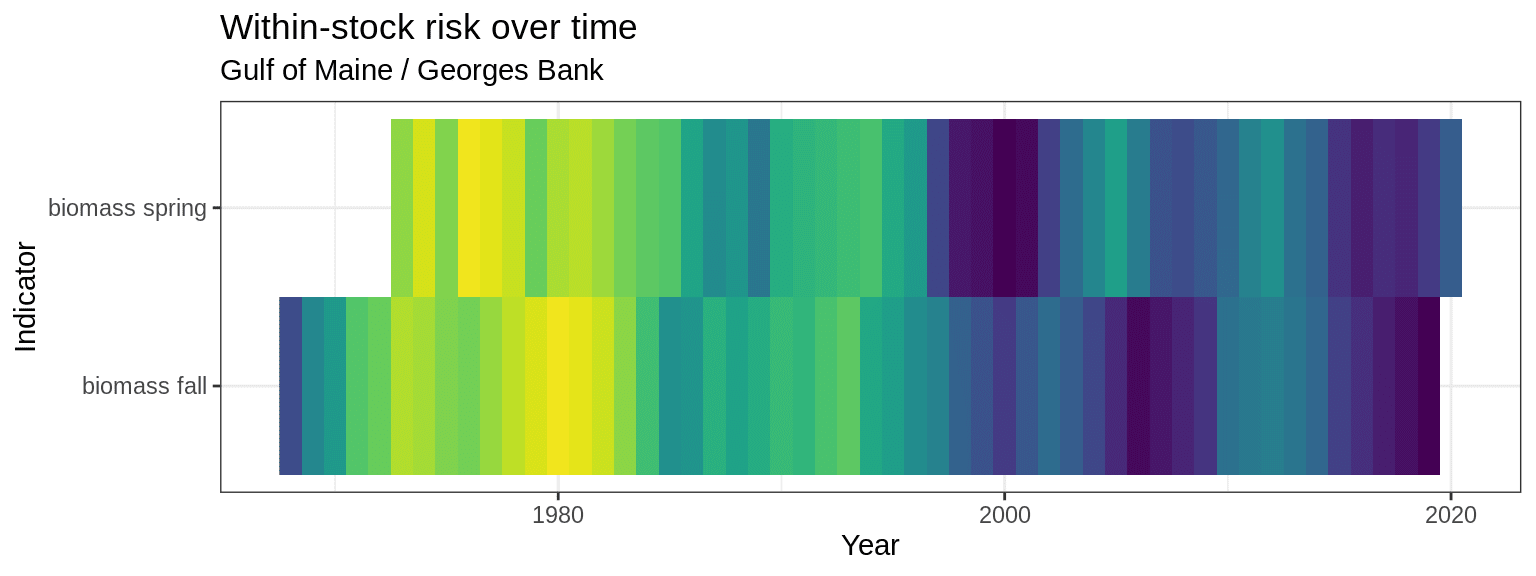 Within-stock risk over time
Gulf of Maine / Georges Bank
Indicator
biomass spring
biomass fall
1980
2000
2020
Year